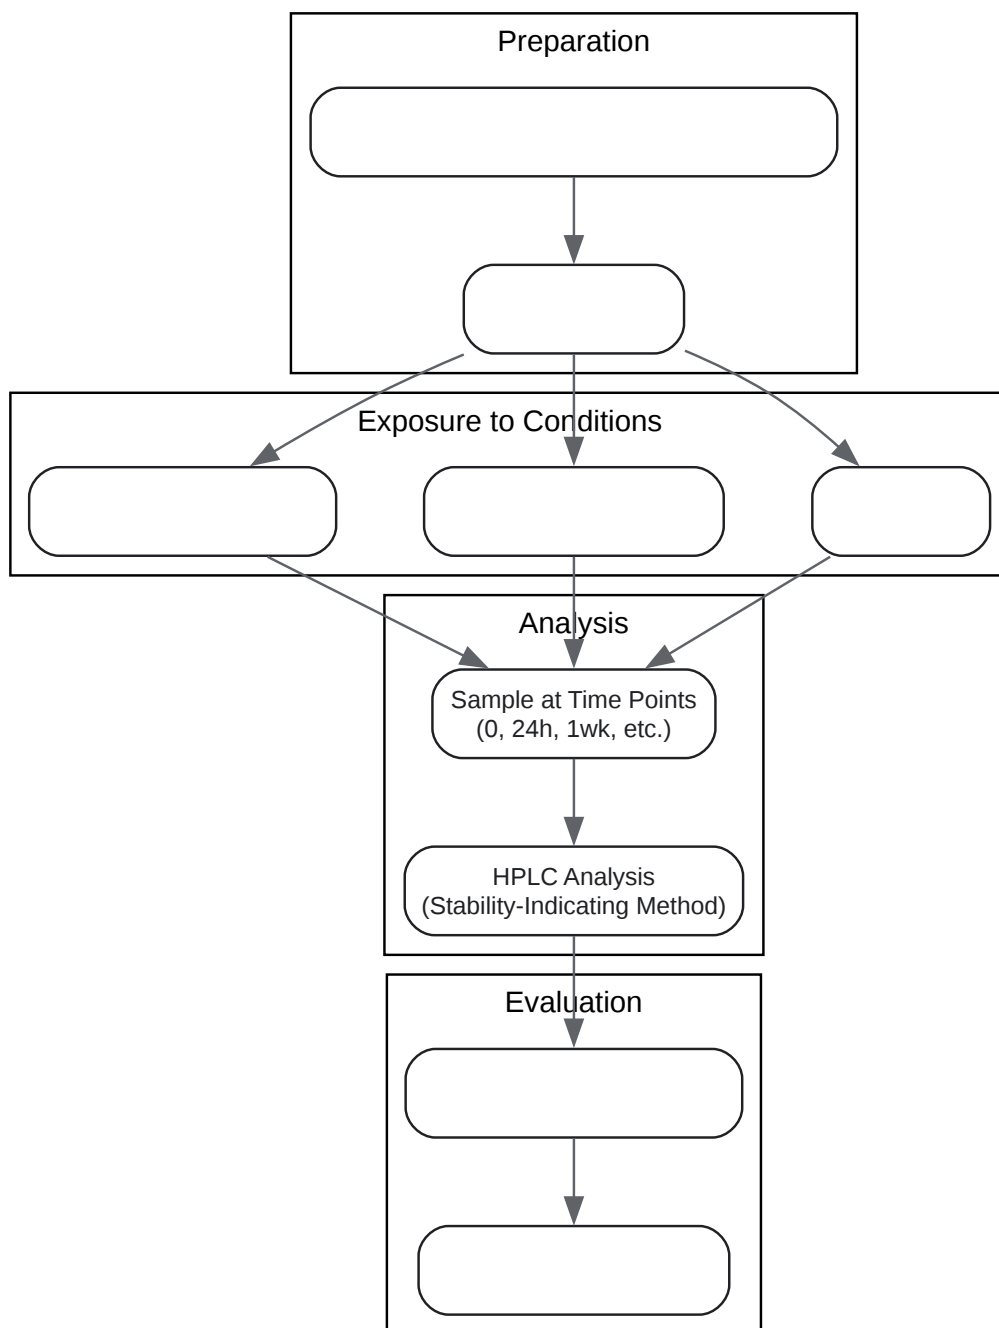 Preparation
Exposure to Conditions
Analysis
Sample at Time Points
(0, 24h, 1wk, etc.)
HPLC Analysis
(Stability-Indicating Method)
Evaluation